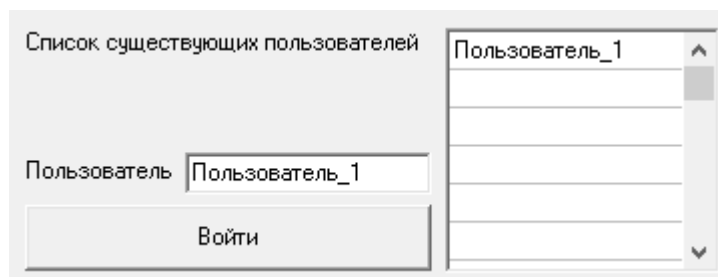 Список существующих пользователей
Пользователь_1
Пользователь
Пользователь_1
Войти